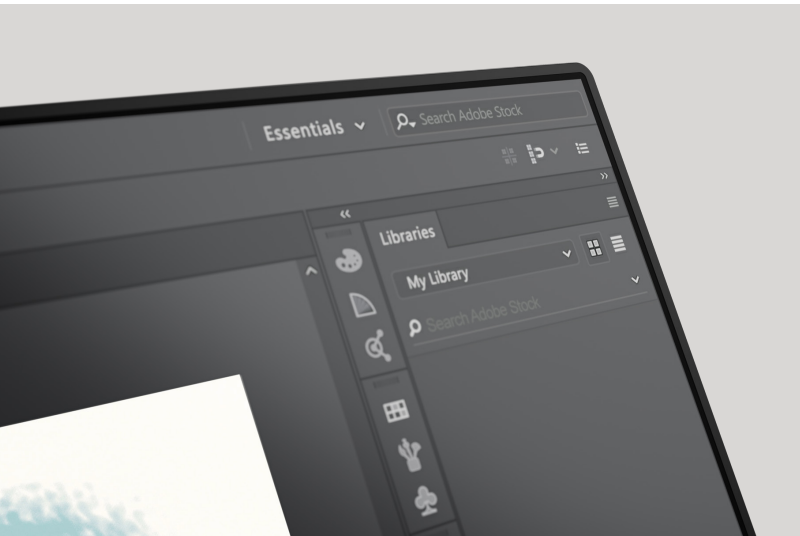 Essentials
Search Adobe Stock
Libraries
My Library
Search Adobe Stock